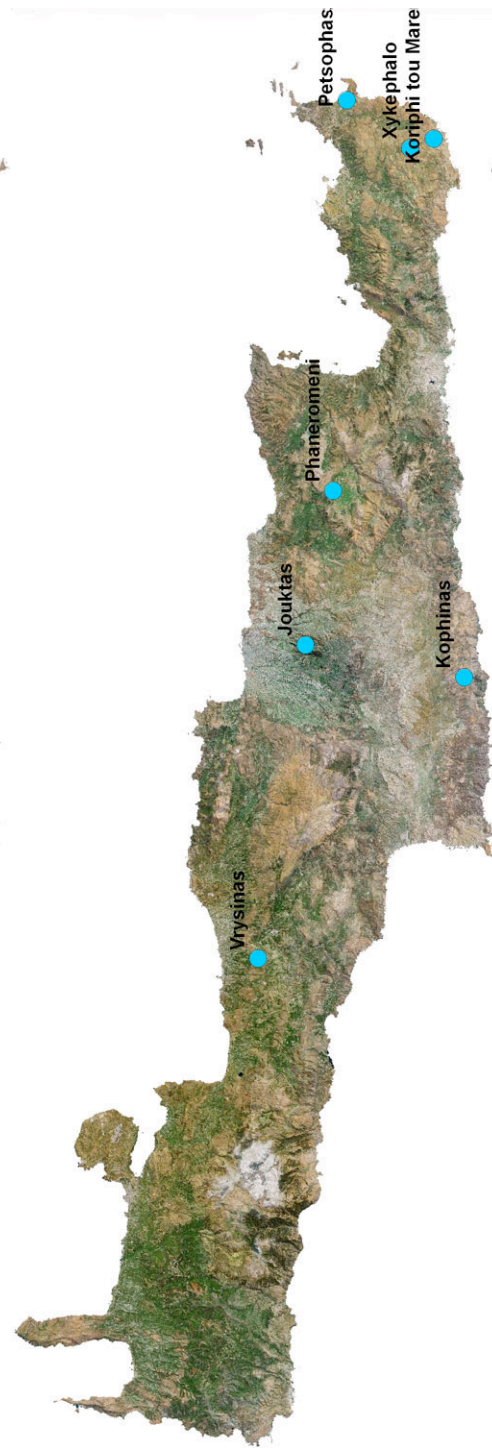 Vrysinas
Jouktas
Phaneromeni
Petsophas
Xykephalo
Koriphi tou Mare
Kophinas